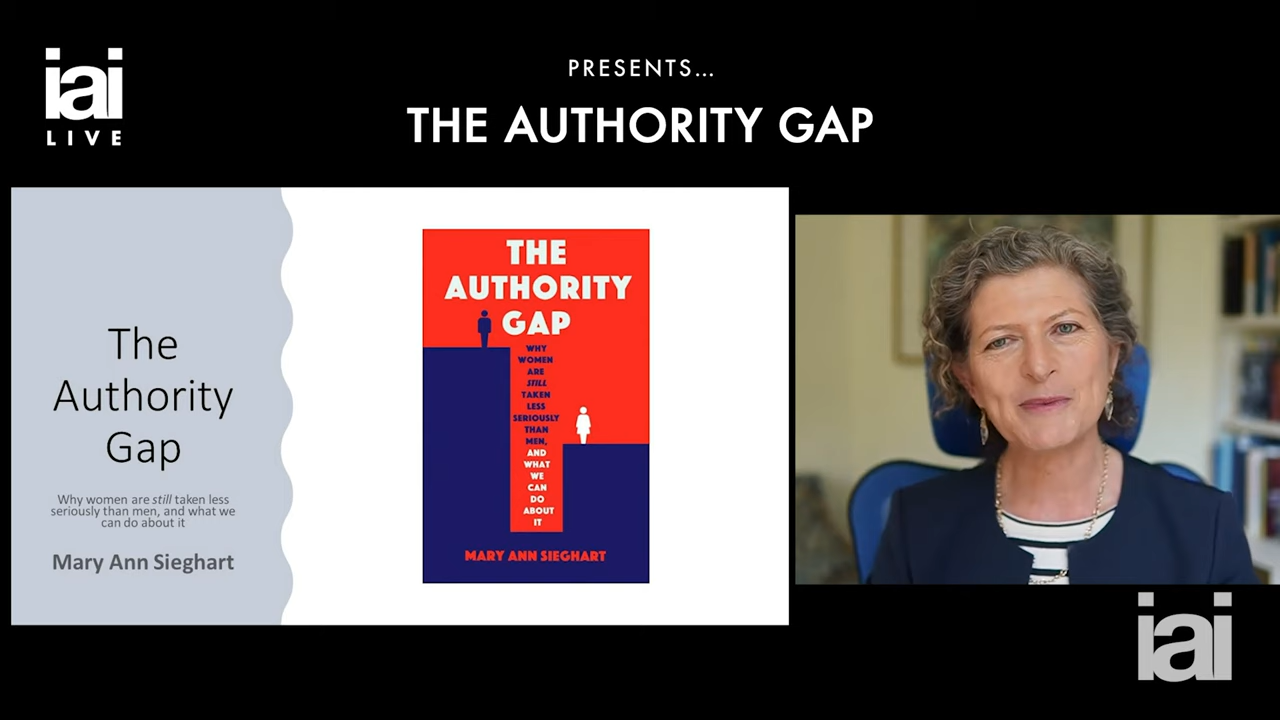 iai
LIVE
PRESENTS...
THE AUTHORITY GAP
The
Authority
Gap
Why women are still taken less
seriously than men, and what we
can do about it
Mary Ann Sieghart
THE
AUTHORITY
GAP
WHY
WOMEN
ARE
STILL
TAKEN
LESS
SERIOUSLY
THAN
MEN,
AND
WHAT
WE
CAN
DO
ABOUT
IT
MARY ANN SIEGHART
iai